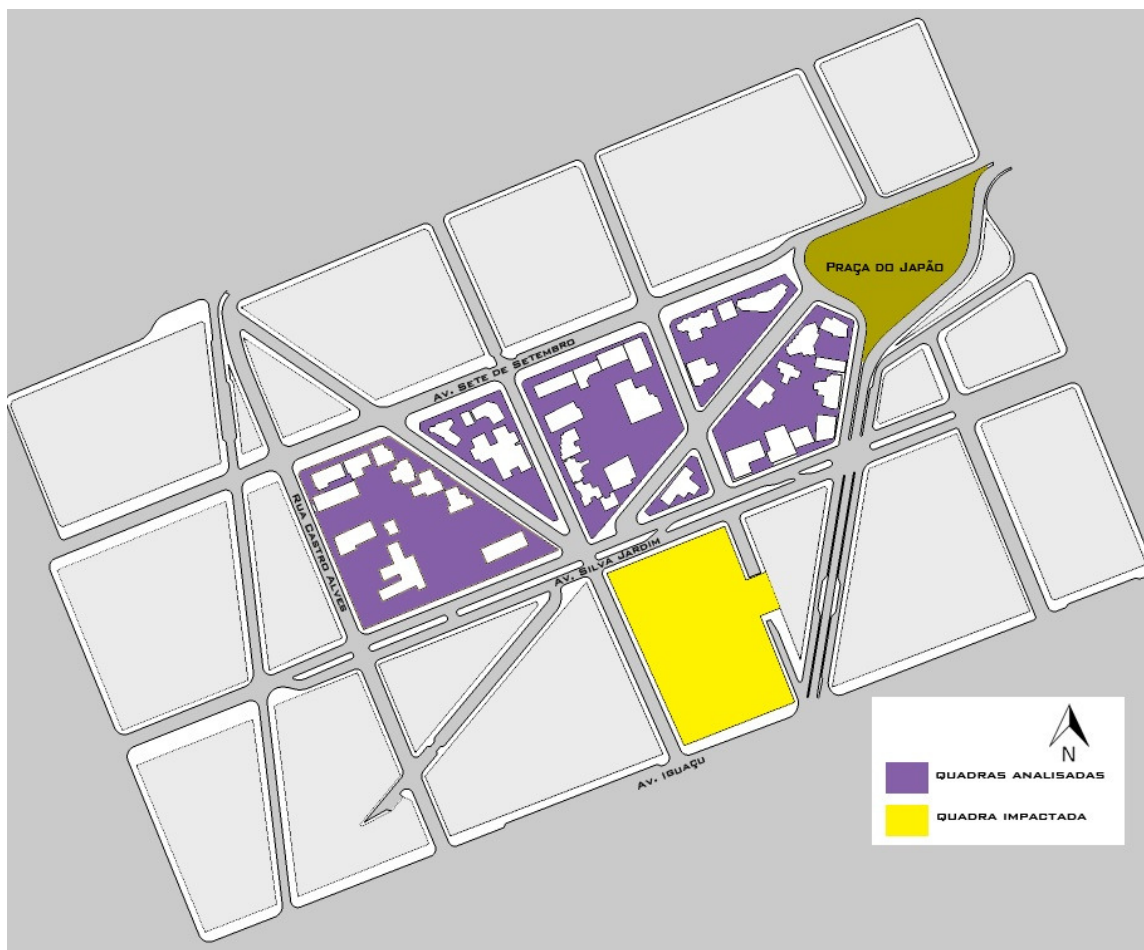 PRAÇA DO JAPÃO
AV. SETE DE SETEMBRO
RUA CASTRO ALVES
AV. SILVA JARDIM
AV. IGUAÇU
N
QUADRAS ANALISADAS
QUADRA IMPACTADA